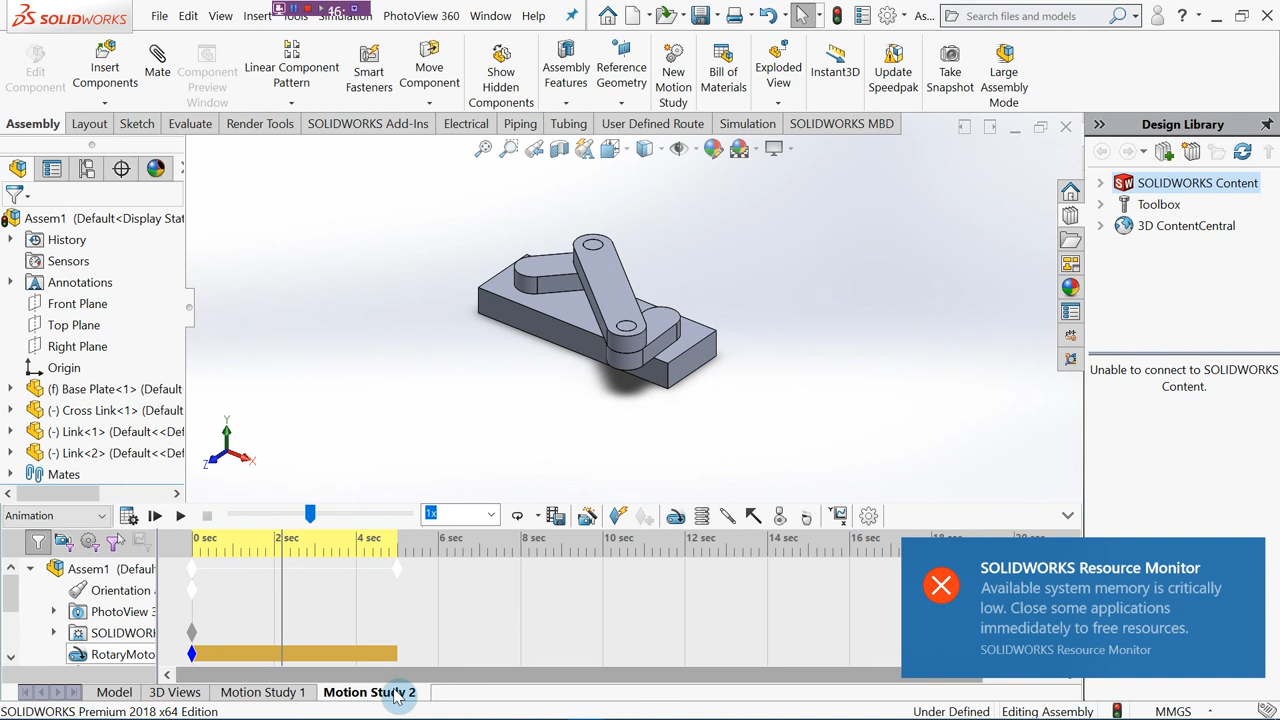 SOLIDWORKS File Edit View Insert Simulation PhotoView 360 Window Help As... Search files and models ?
46:
Edit Component
Insert Components
Mate
Component Preview Window
Linear Component Pattern
Smart Fasteners
Move Component
Show Hidden Components
Assembly Features
Reference Geometry
New Motion Study
Bill of Materials
Exploded View
Instant3D
Update Speedpak
Take Snapshot
Large Assembly Mode
Assembly Layout Sketch Evaluate Render Tools SOLIDWORKS Add-Ins Electrical Piping Tubing User Defined Route Simulation SOLIDWORKS MBD
Design Library
SOLIDWORKS Content
Toolbox
3D ContentCentral
Unable to connect to SOLIDWORKS
Content.
Assem1 (Default<Display Stat
History
Sensors
Annotations
Front Plane
Top Plane
Right Plane
Origin
(f) Base Plate<1> (Default
(-) Cross Link<1> (Default
(-) Link<1> (Default<<Def
(-) Link<2> (Default<<Def
Mates
Y
Z
X
Animation 1x
0 sec 2 sec 4 sec 6 sec 8 sec 10 sec 12 sec 14 sec 16 sec
Assem1 (Defaul
Orientation
PhotoView 3
SOLIDWORK
RotaryMoto
SOLIDWORKS Resource Monitor
Available system memory is critically
low. Close some applications
immedidately to free resources.
SOLIDWORKS Resource Monitor
Model 3D Views Motion Study 1 Motion Study 2
SOLIDWORKS Premium 2018 x64 Edition Under Defined Editing Assembly MMGS